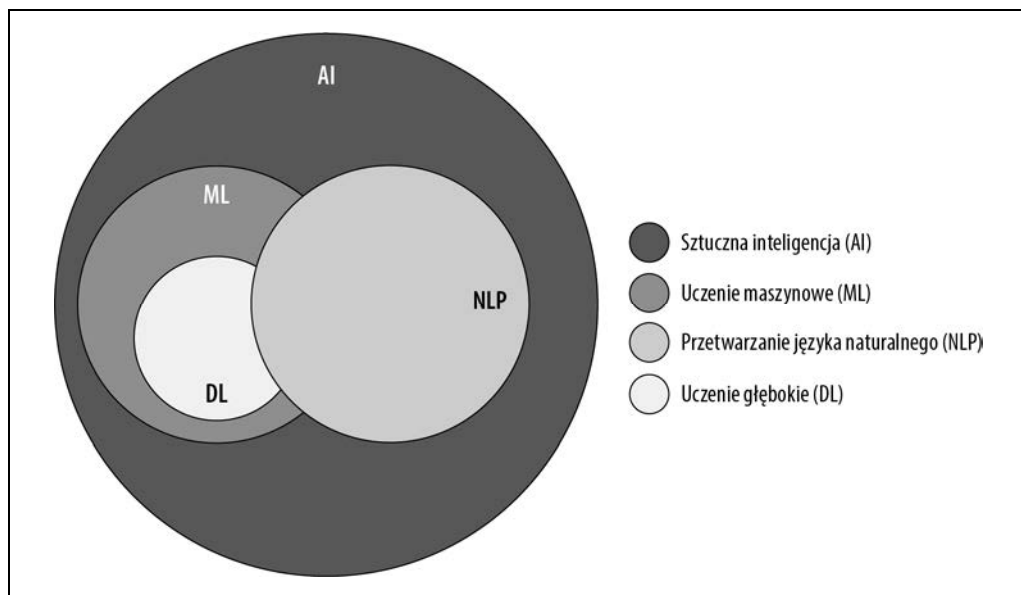 AI
ML
NLP
DL
Sztuczna inteligencja (AI)
Uczenie maszynowe (ML)
Przetwarzanie języka naturalnego (NLP)
Uczenie głębokie (DL)